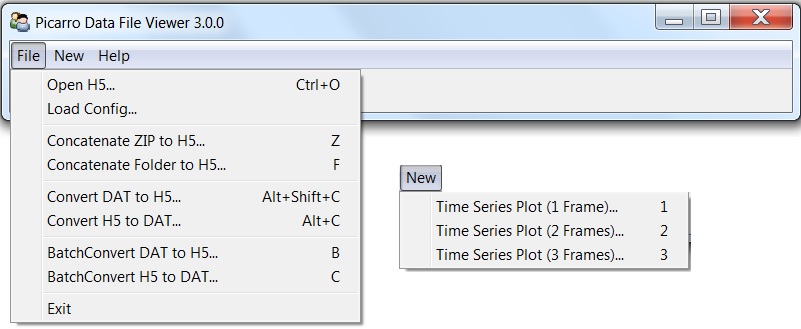 Picarro Data File Viewer 3.0.0
File New Help
Open H5... Ctrl+O
Load Config...
Concatenate ZIP to H5... Z
Concatenate Folder to H5... F
Convert DAT to H5... Alt+Shift+C
Convert H5 to DAT... Alt+C
BatchConvert DAT to H5... B
BatchConvert H5 to DAT... C
Exit
New
Time Series Plot (1 Frame)... 1
Time Series Plot (2 Frames)... 2
Time Series Plot (3 Frames)... 3